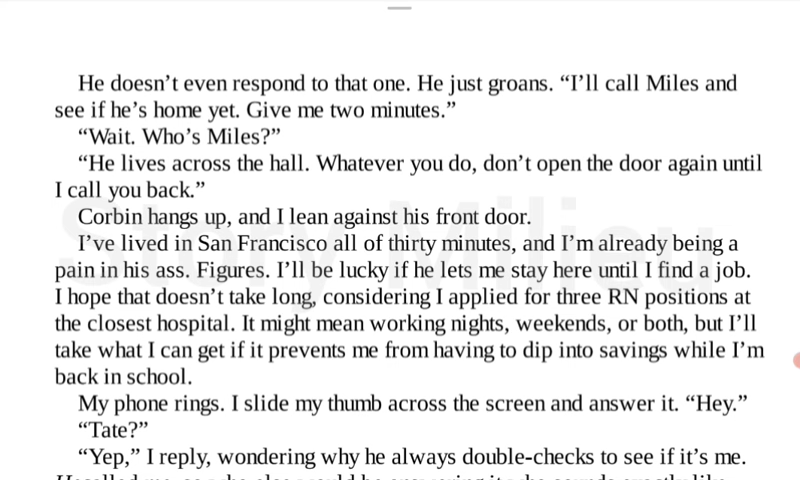 He doesn’t even respond to that one. He just groans. “I’ll call Miles and
see if he’s home yet. Give me two minutes.”
“Wait. Who’s Miles?”
“He lives across the hall. Whatever you do, don’t open the door again until
I call you back.”
Corbin hangs up, and I lean against his front door.
I’ve lived in San Francisco all of thirty minutes, and I’m already being a
pain in his ass. Figures. I’ll be lucky if he lets me stay here until I find a job.
I hope that doesn’t take long, considering I applied for three RN positions at
the closest hospital. It might mean working nights, weekends, or both, but I’ll
take what I can get if it prevents me from having to dip into savings while I’m
back in school.
My phone rings. I slide my thumb across the screen and answer it. “Hey.”
“Tate?”
“Yep,” I reply, wondering why he always double-checks to see if it’s me.
Story Milieu